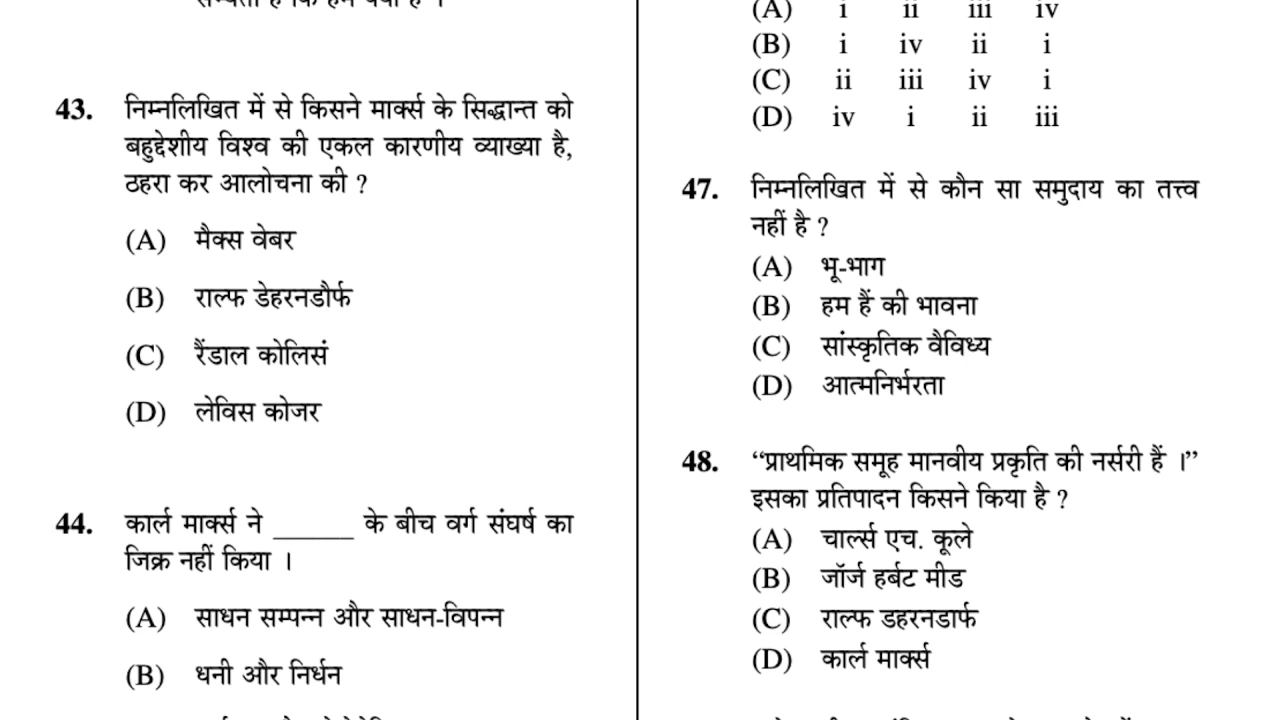 43. निम्नलिखित में से किसने मार्क्स के सिद्धान्त को
बहुद्देशीय विश्व की एकल कारणीय व्याख्या है,
ठहरा कर आलोचना की ?
(A) मैक्स वेबर
(B) राल्फ डेहरनडौर्फ
(C) रैंडाल कोलिसं
(D) लेविस कोजर
44. कार्ल मार्क्स ने ______ के बीच वर्ग संघर्ष का
जिक्र नहीं किया ।
(A) साधन सम्पन्न और साधन-विपन्न
(B) धनी और निर्धन
(A) i ii iii iv
(B) i iv ii i
(C) ii iii iv i
(D) iv i ii iii
47. निम्नलिखित में से कौन सा समुदाय का तत्त्व
नहीं है ?
(A) भू-भाग
(B) हम हैं की भावना
(C) सांस्कृतिक वैविध्य
(D) आत्मनिर्भरता
48. “प्राथमिक समूह मानवीय प्रकृति की नर्सरी हैं ।”
इसका प्रतिपादन किसने किया है ?
(A) चार्ल्स एच. कूले
(B) जॉर्ज हर्बट मीड
(C) राल्फ डहरनडार्फ
(D) कार्ल मार्क्स